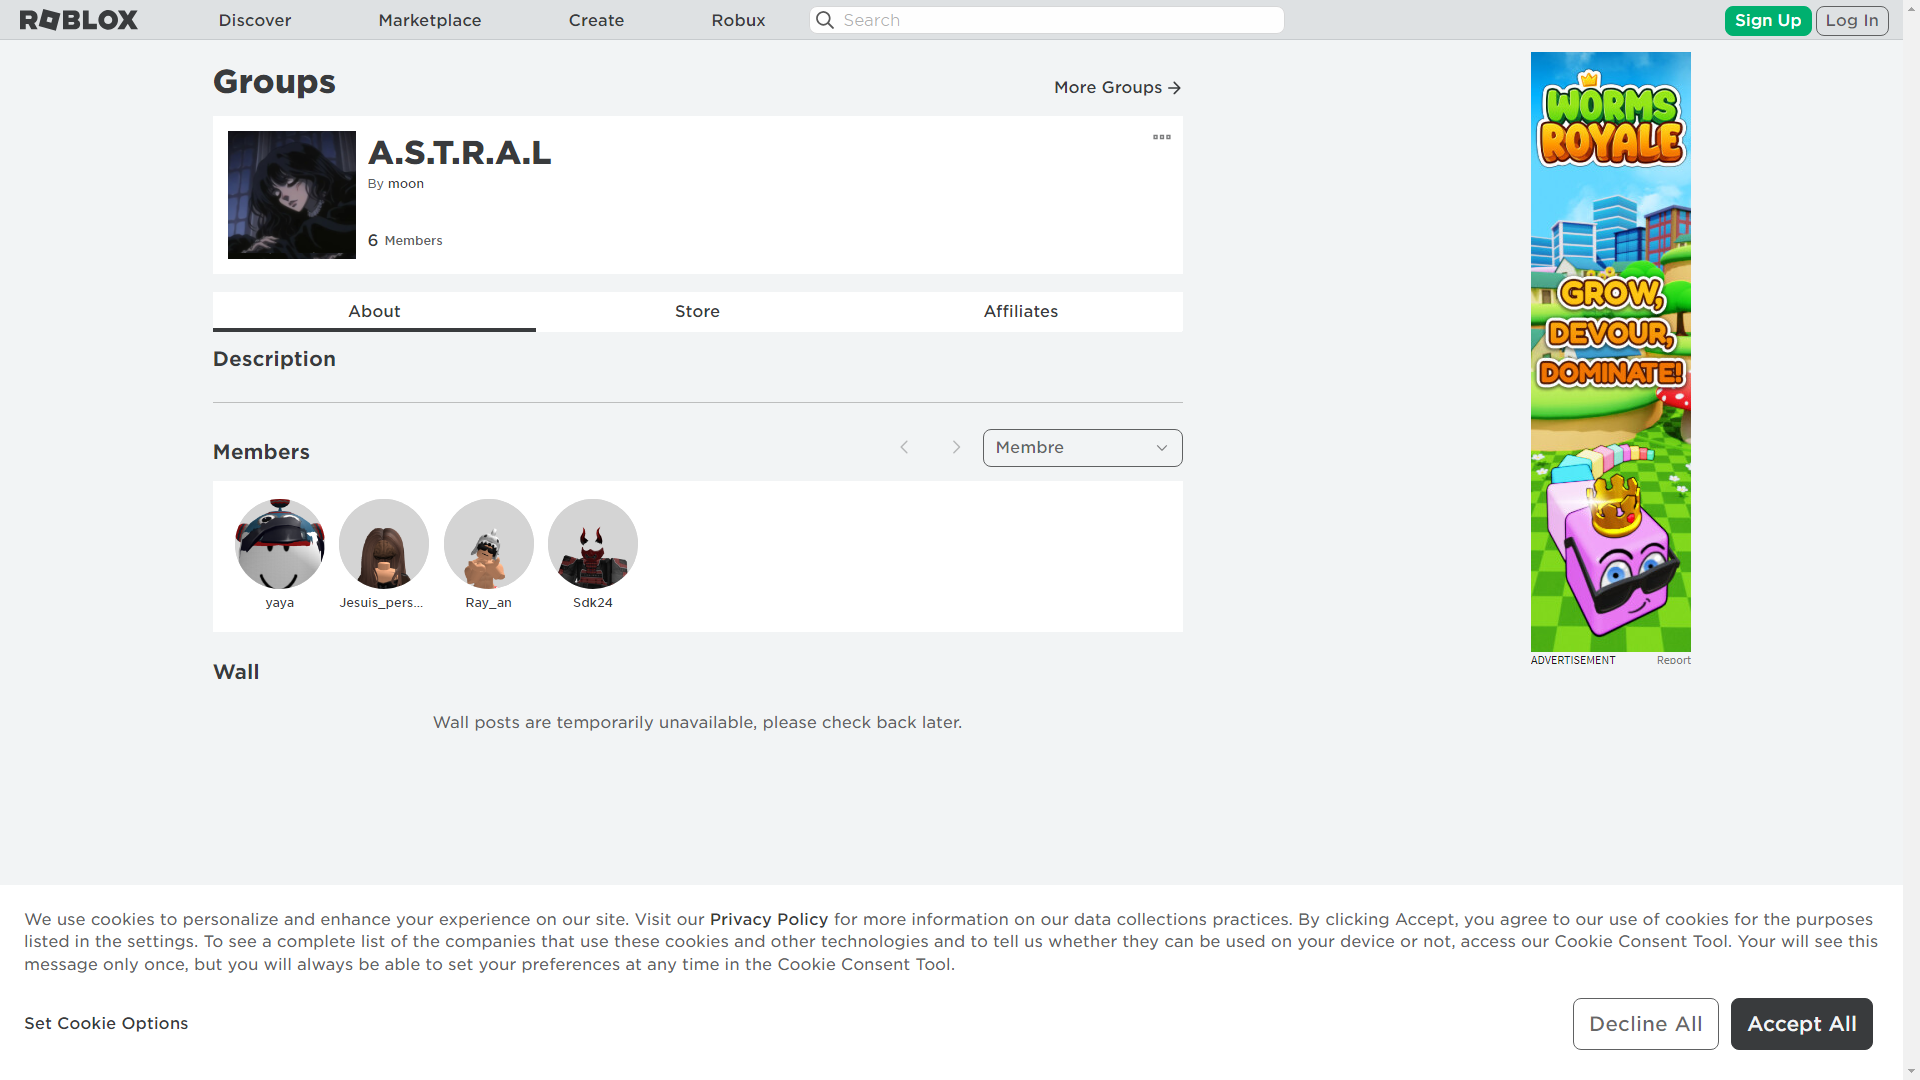 ROBLOX
Discover
Marketplace
Create
Robux
Search
Sign Up
Log In
Groups
More Groups
A.S.T.R.A.L
By moon
6 Members
About
Store
Affiliates
Description
Members
Membre
yaya
Jesuis_pers...
Ray_an
Sdk24
Wall
Wall posts are temporarily unavailable, please check back later.
WORMS
ROYALE
GROW,
DEVOUR,
DOMINATE!
ADVERTISEMENT
Report
We use cookies to personalize and enhance your experience on our site. Visit our Privacy Policy for more information on our data collections practices. By clicking Accept, you agree to our use of cookies for the purposes
listed in the settings. To see a complete list of the companies that use these cookies and other technologies and to tell us whether they can be used on your device or not, access our Cookie Consent Tool. Your will see this
message only once, but you will always be able to set your preferences at any time in the Cookie Consent Tool.
Set Cookie Options
Decline All
Accept All